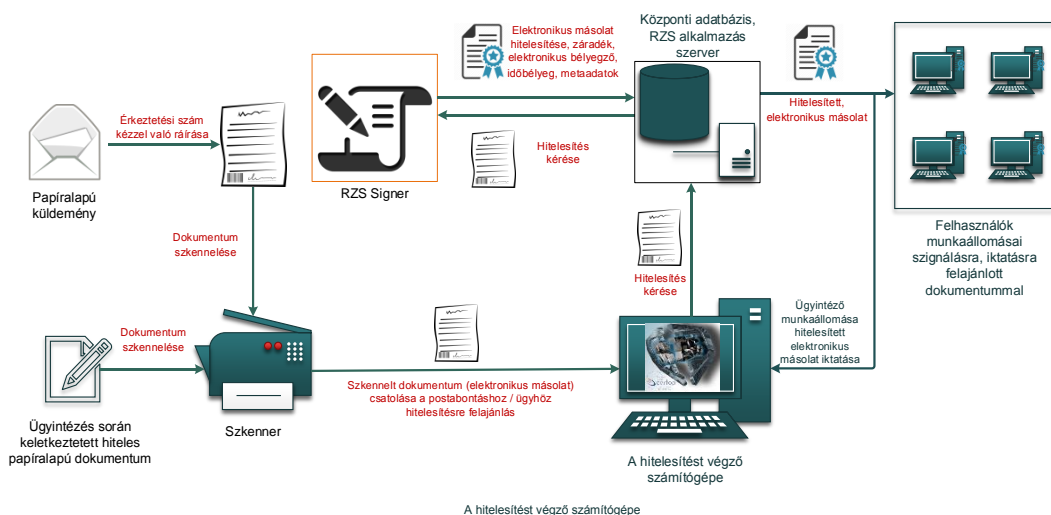 Elektronikus másolat
hitelesítése, záradék,
elektronikus bélyegző,
időbélyeg, metaadatok
Központi adatbázis,
RZS alkalmazás
szerver
Hitelesített,
elektronikus másolat
Érkeztetési szám
kézzel való ráírása
Hitelesítés
kérése
Papíralapú
küldemény
RZS Signer
Felhasználók
munkaállomásai
szignálásra, iktatásra
felajánlott
dokumentummal
Dokumentum
szkennelése
Hitelesítés
kérése
Ügyintéző
munkaállomása
hitelesített
elektronikus
másolat iktatása
Dokumentum
szkennelése
Szkennelt dokumentum (elektronikus másolat)
csatolása a postabontáshoz / ügyhöz
hitelesítésre felajánlás
Ügyintézés során
keletkeztetett hiteles
papíralapú dokumentum
Szkenner
A hitelesítést végző
számítógépe
A hitelesítést végző számítógépe